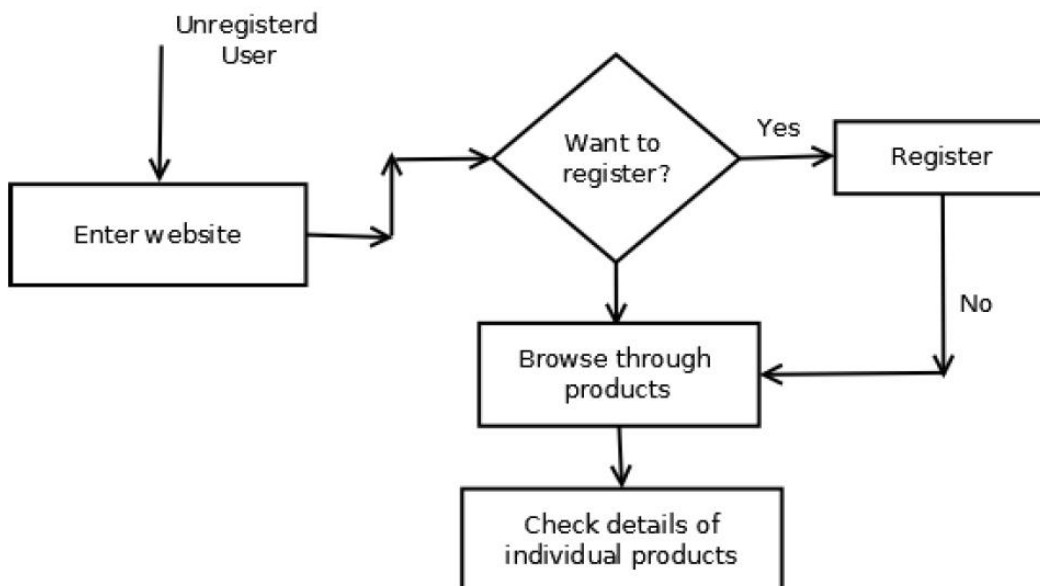 Unregisterd
User
Enter website
Want to
register?
Yes
Register
No
Browse through
products
Check details of
individual products